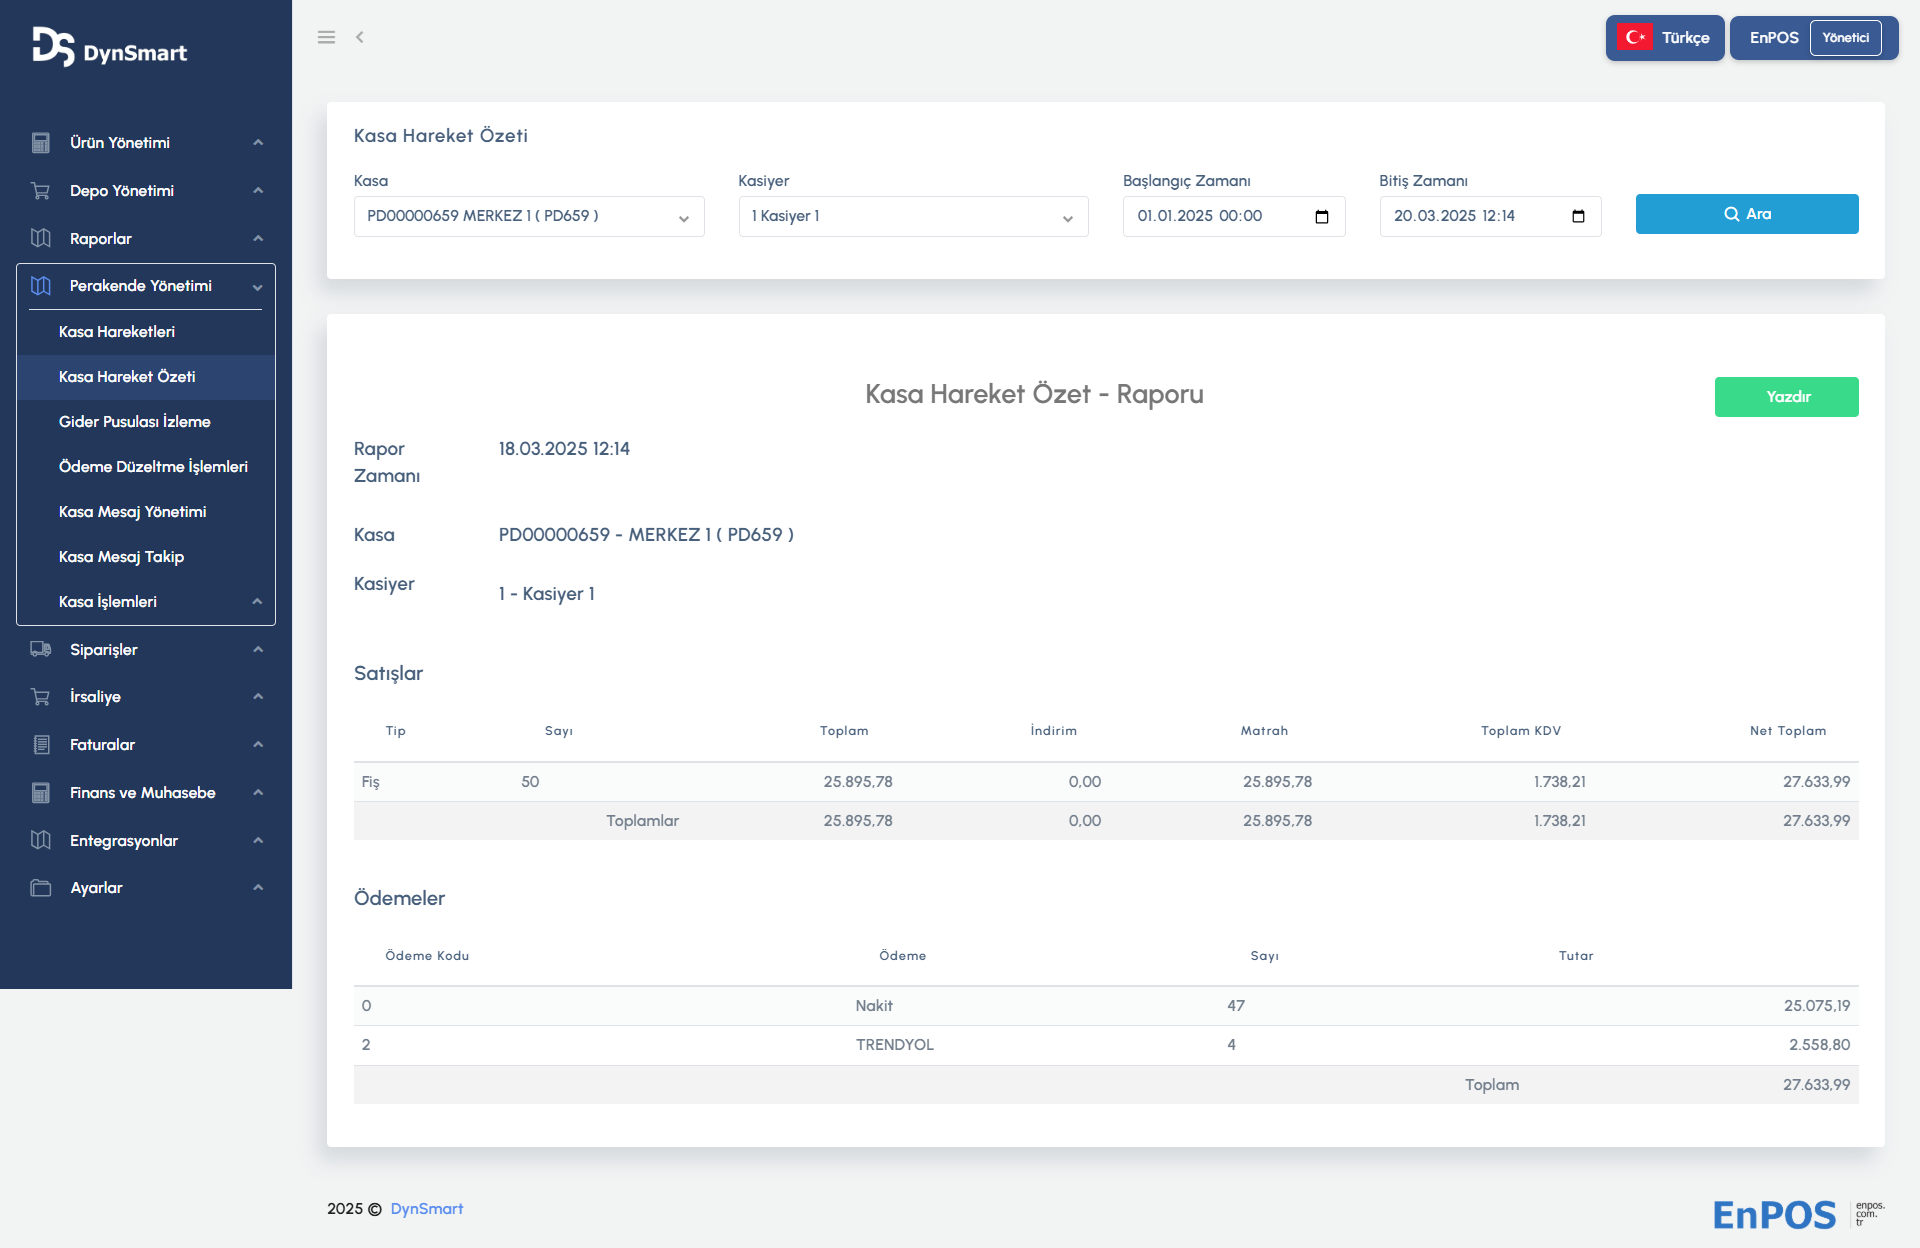 DS DynSmart
Türkçe
EnPOS Yönetici
Ürün Yönetimi
Depo Yönetimi
Raporlar
Perakende Yönetimi
Kasa Hareketleri
Kasa Hareket Özeti
Gider Pusulası İzleme
Ödeme Düzeltme İşlemleri
Kasa Mesaj Yönetimi
Kasa Mesaj Takip
Kasa İşlemleri
Siparişler
İrsaliye
Faturalar
Finans ve Muhasebe
Entegrasyonlar
Ayarlar
Kasa Hareket Özeti
Kasa Kasiyer Başlangıç Zamanı Bitiş Zamanı
PD00000659 MERKEZ 1 ( PD659 ) 1 Kasiyer 1 01.01.2025 00:00 20.03.2025 12:14 Ara
Kasa Hareket Özet - Raporu
Yazdır
Rapor Zamanı 18.03.2025 12:14
Kasa PD00000659 - MERKEZ 1 ( PD659 )
Kasiyer 1 - Kasiyer 1
Satışlar
Tip Sayı Toplam İndirim Matrah Toplam KDV Net Toplam
Fiş 50 25.895,78 0,00 25.895,78 1.738,21 27.633,99
Toplamlar 25.895,78 0,00 25.895,78 1.738,21 27.633,99
Ödemeler
Ödeme Kodu Ödeme Sayı Tutar
0 Nakit 47 25.075,19
2 TRENDYOL 4 2.558,80
Toplam 27.633,99
2025 © DynSmart
EnPOS enpos.
com.
tr